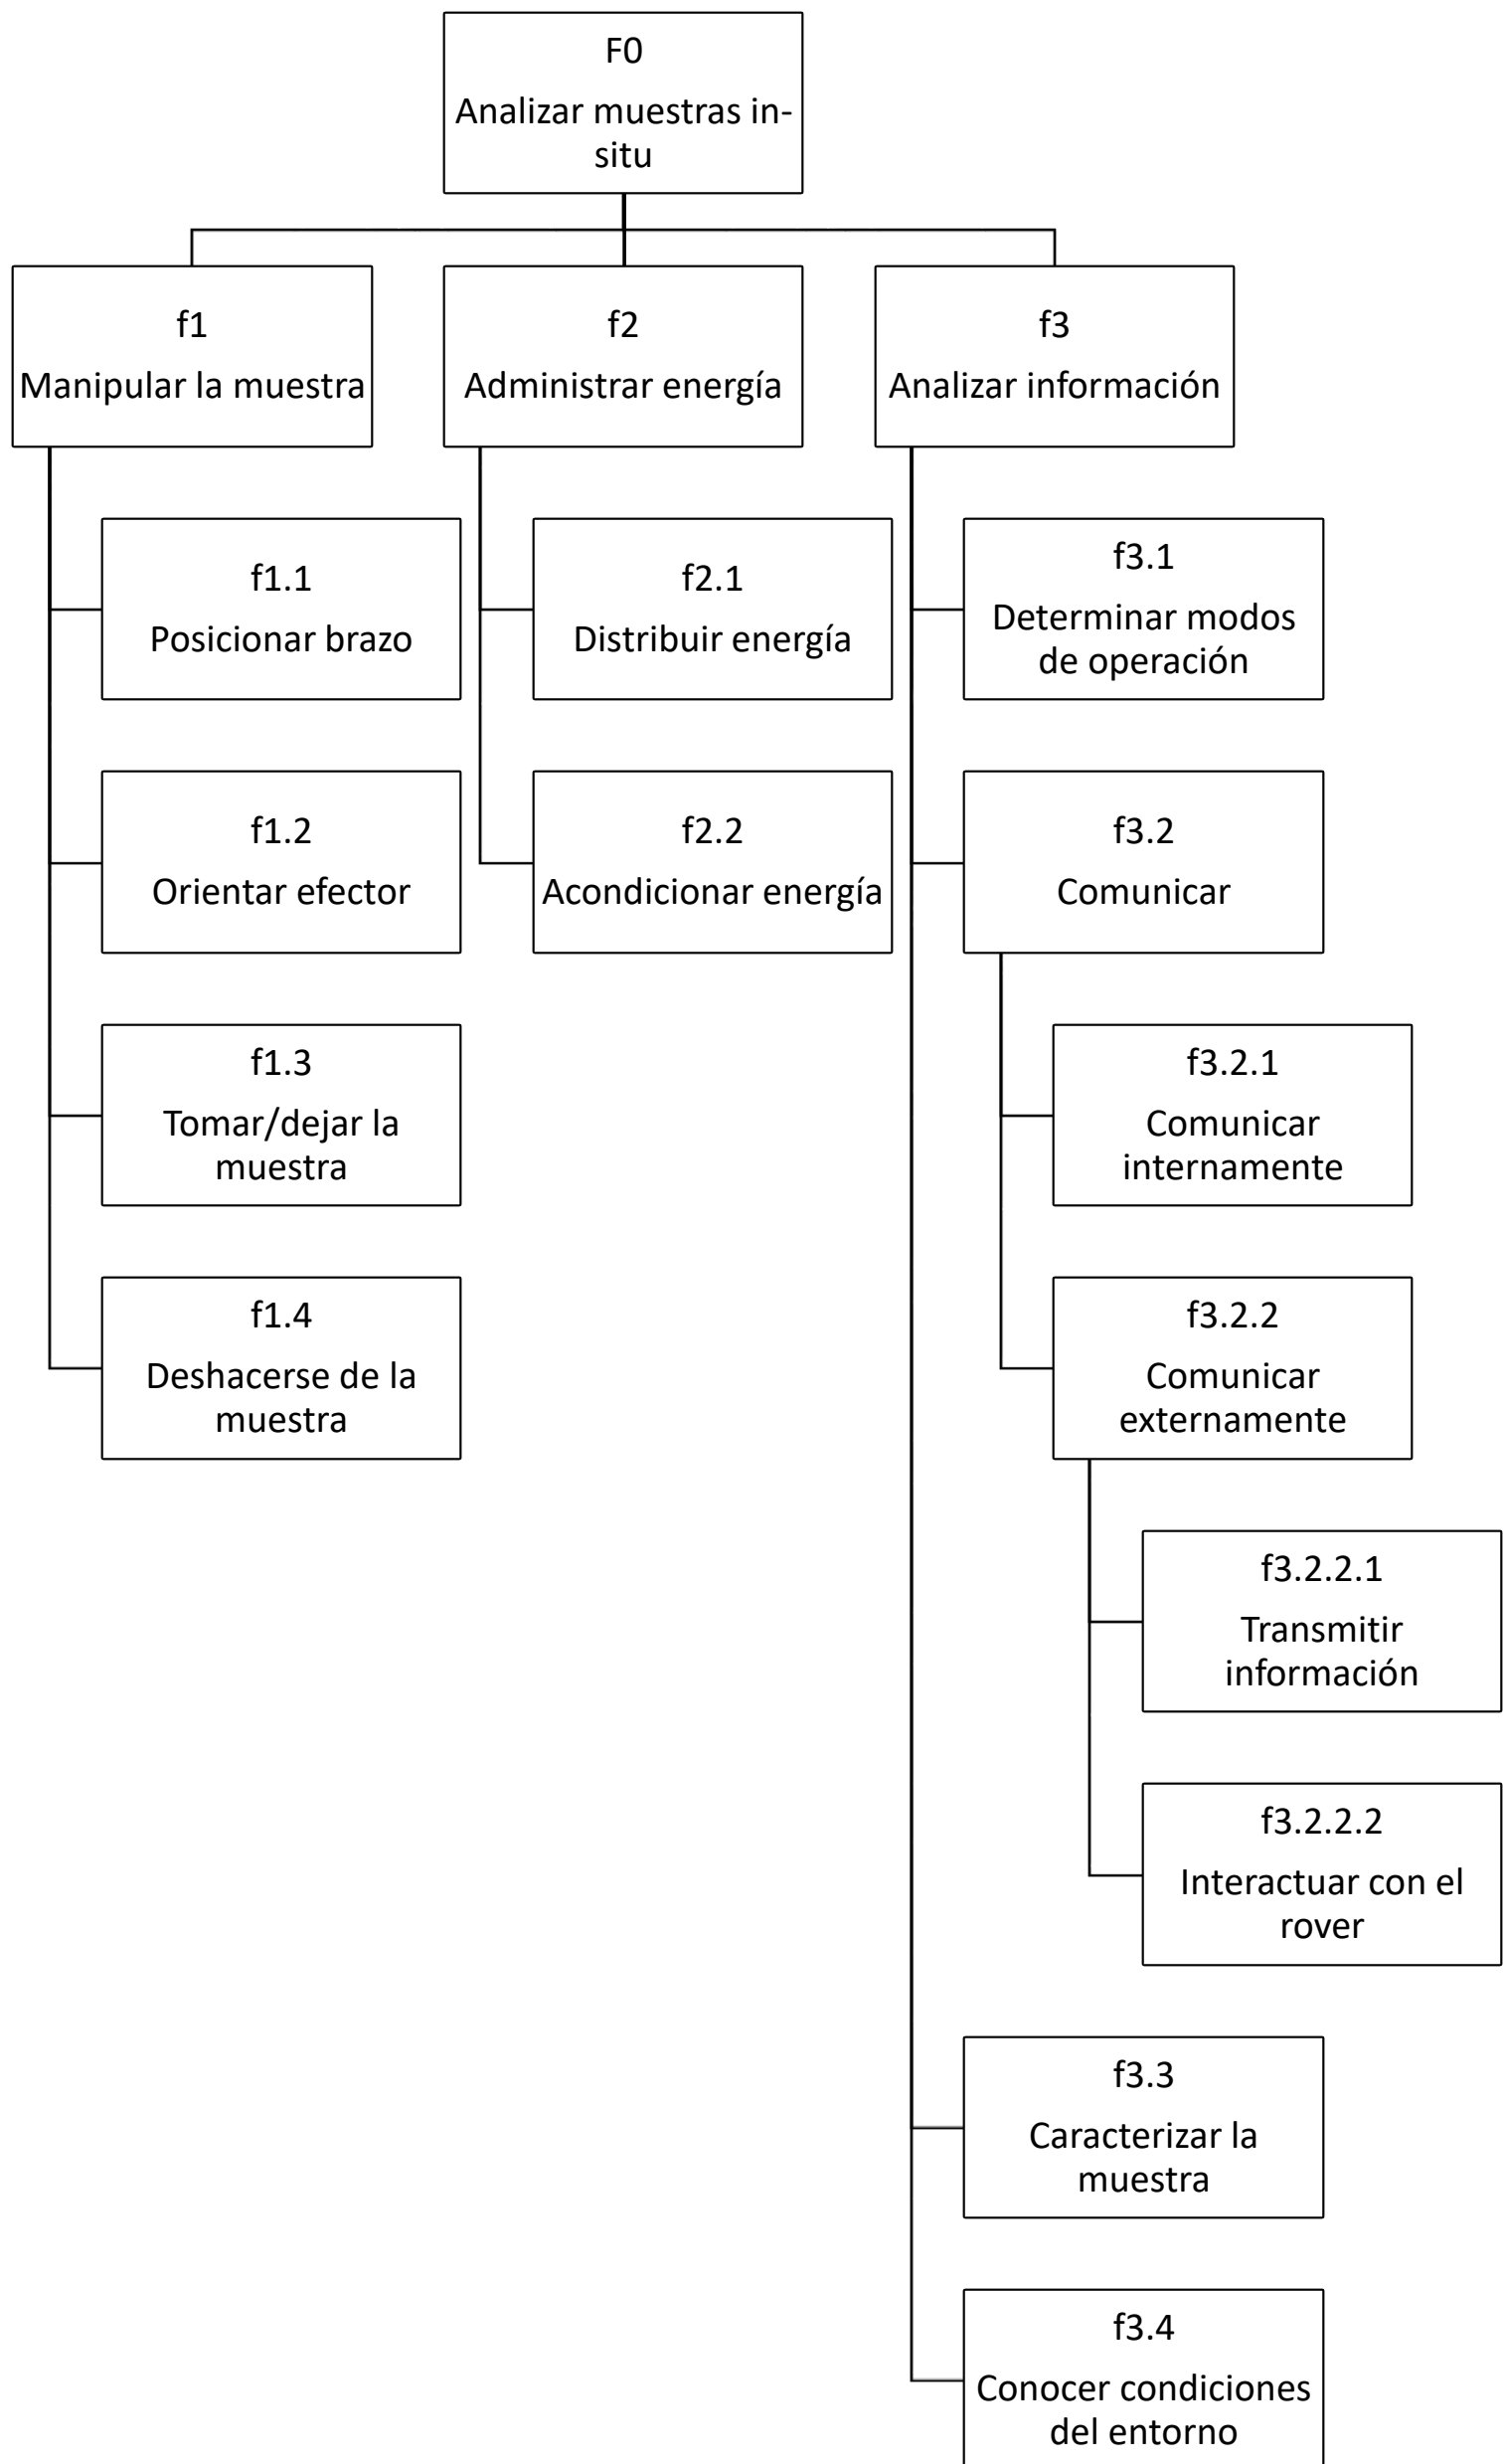 F0
Analizar muestras in-
situ
f1
Manipular la muestra
f1.1
Posicionar brazo
f1.2
Orientar efector
f1.3
Tomar/dejar la
muestra
f1.4
Deshacerse de la
muestra
f2
Administrar energía
f2.1
Distribuir energía
f2.2
Acondicionar energía
f3
Analizar información
f3.1
Determinar modos
de operación
f3.2
Comunicar
f3.2.1
Comunicar
internamente
f3.2.2
Comunicar
externamente
f3.2.2.1
Transmitir
información
f3.2.2.2
Interactuar con el
rover
f3.3
Caracterizar la
muestra
f3.4
Conocer condiciones
del entorno